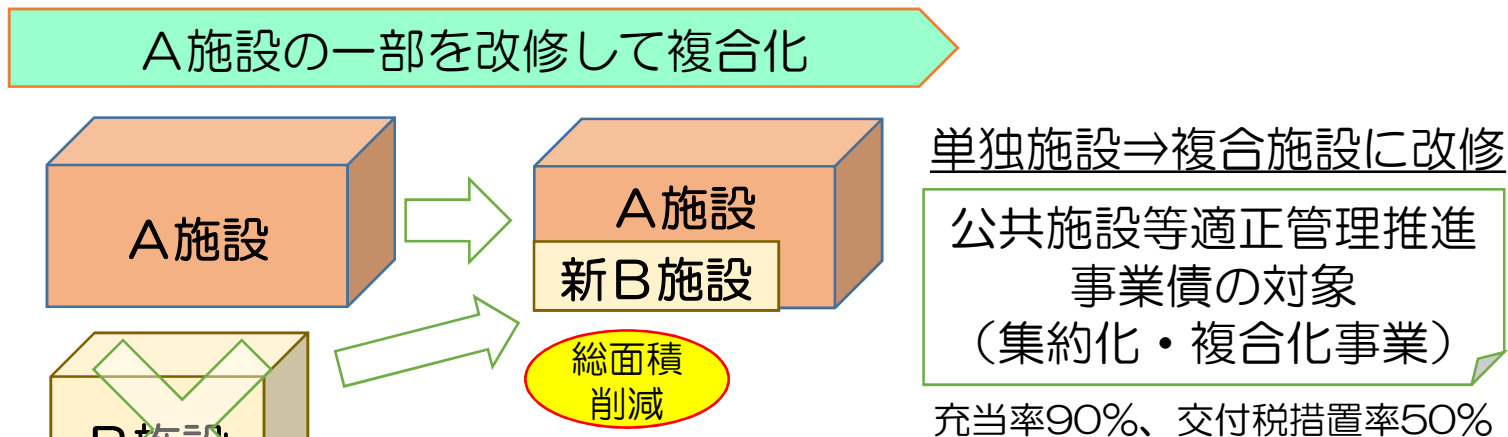 A施設の一部を改修して複合化
A施設
A施設
新B施設
単独施設⇒複合施設に改修
公共施設等適正管理推進
事業債の対象
（集約化・複合化事業）
総面積
削減
充当率90%、交付税措置率50%
B施設